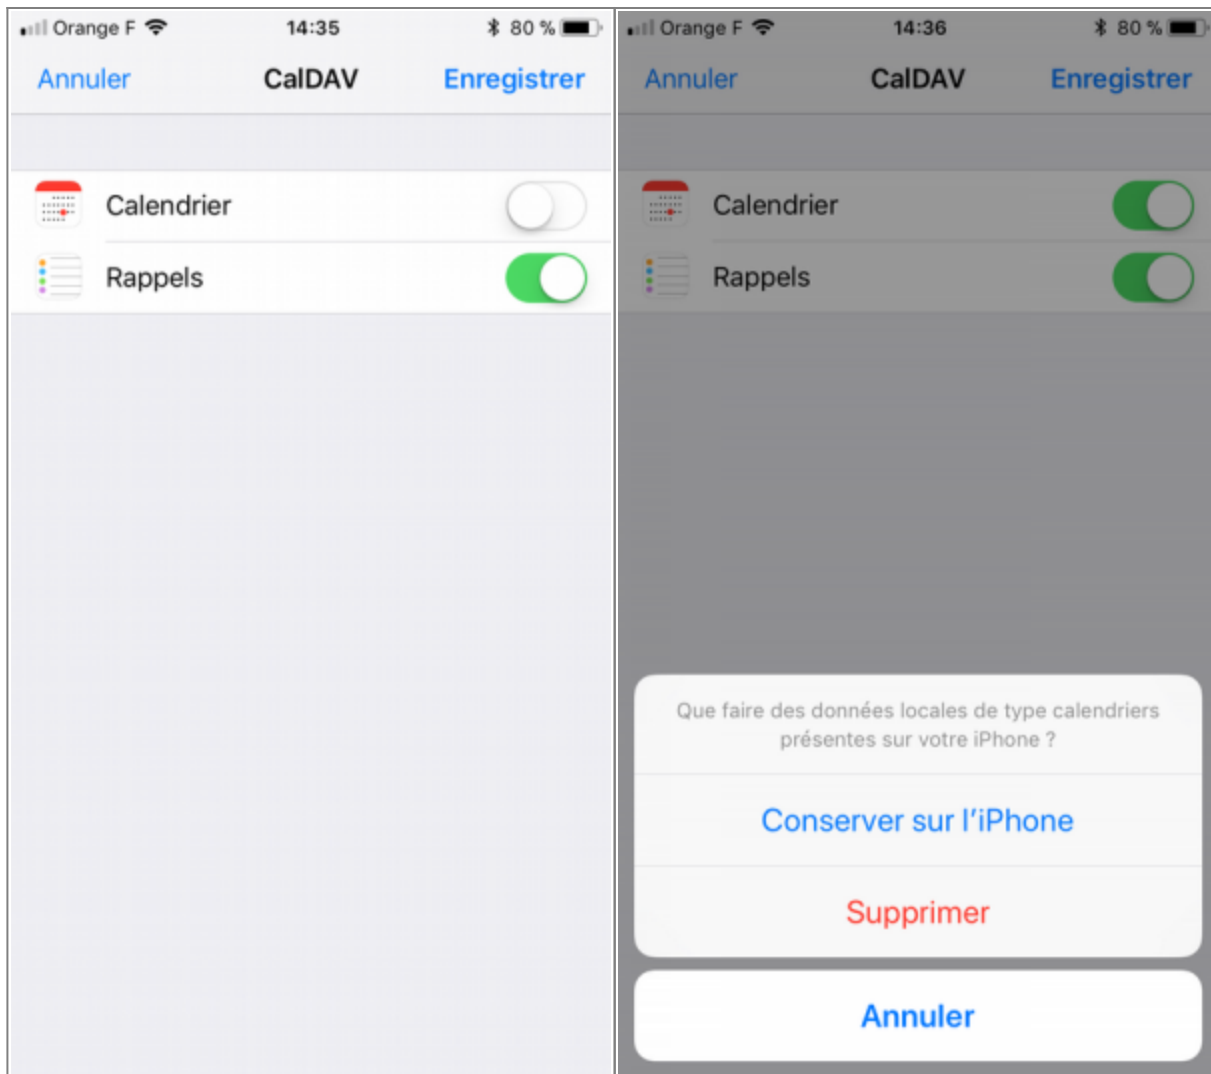 Orange F 14:35 80 %
Annuler CalDAV Enregistrer
Calendrier
Rappels
Orange F 14:36 80 %
Annuler CalDAV Enregistrer
Calendrier
Rappels
Que faire des données locales de type calendriers
présentes sur votre iPhone ?
Conserver sur l’iPhone
Supprimer
Annuler